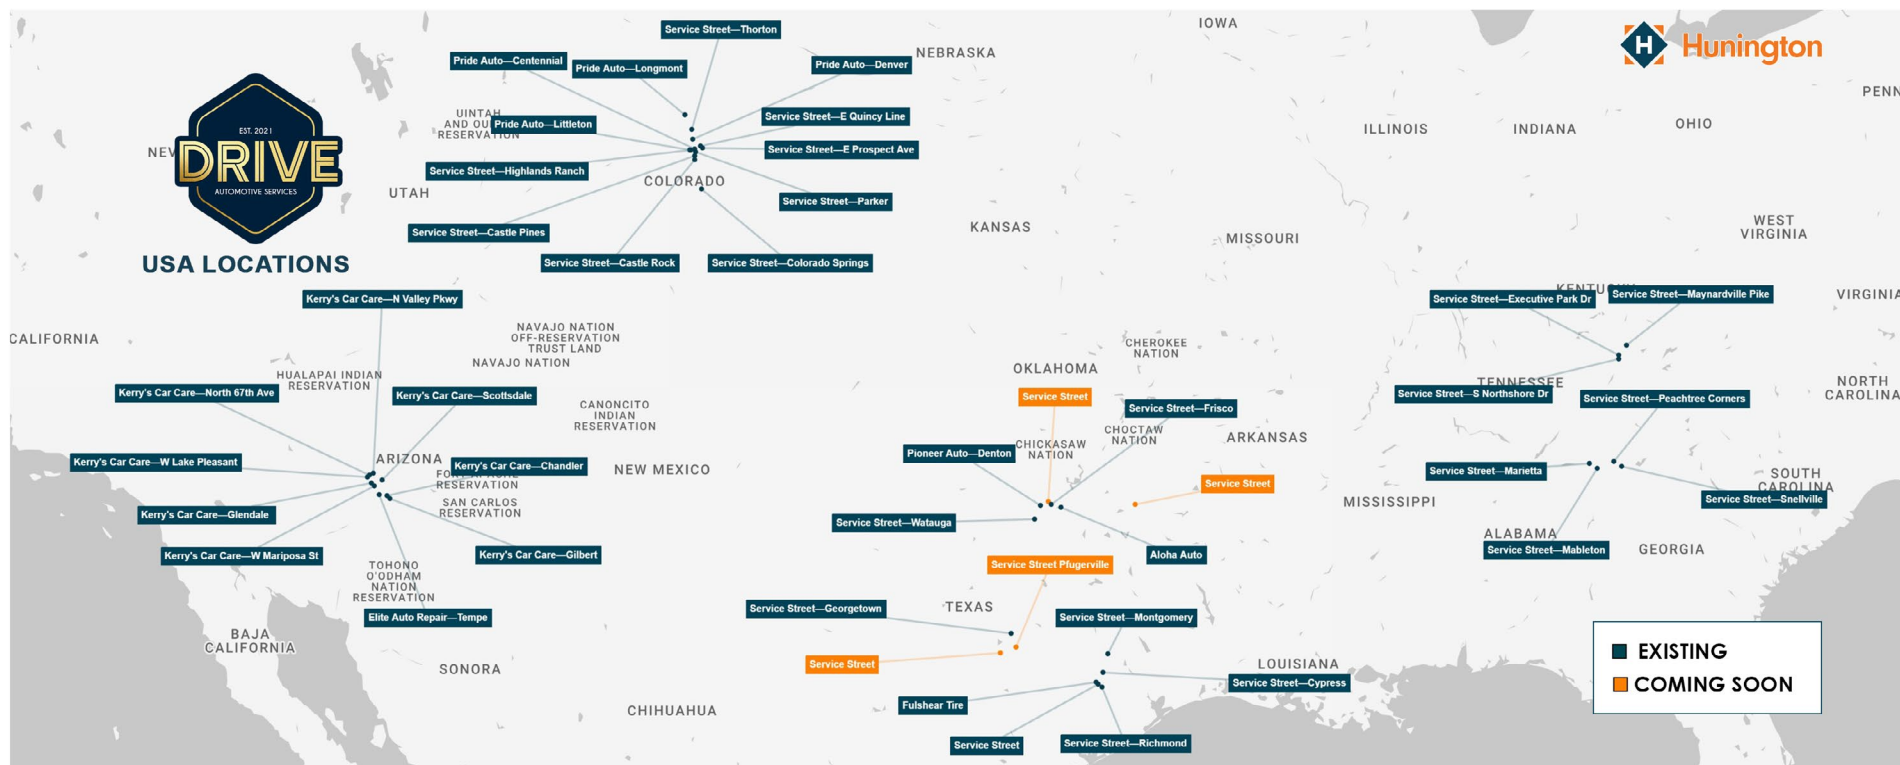 Service Street—Thorton
IOWA
Hunington
H
NEBRASKA
Pride Auto—Centennial
Pride Auto—Longmont
Pride Auto—Denver
PENN
UINTAH
AND OU
RESERVATION
Pride Auto—Littleton
Service Street—E Quincy Line
ILLINOIS
INDIANA
OHIO
EST. 2021
DRIVE
AUTOMOTIVE SERVICES
NEV
Service Street—E Prospect Ave
Service Street—Highlands Ranch
COLORADO
UTAH
Service Street—Parker
KANSAS
MISSOURI
WEST
VIRGINIA
Service Street—Castle Pines
USA LOCATIONS
Service Street—Castle Rock
Service Street—Colorado Springs
Kerry's Car Care—N Valley Pkwy
KENTUCKY
Service Street—Executive Park Dr
Service Street—Maynardville Pike
VIRGINIA
CALIFORNIA
NAVAJO NATION
OFF-RESERVATION
TRUST LAND
NAVAJO NATION
CHEROKEE
NATION
OKLAHOMA
HUALAPAI INDIAN
RESERVATION
TENNESSEE
NORTH
CAROLINA
Kerry's Car Care—North 67th Ave
Kerry's Car Care—Scottsdale
Service Street
Service Street—S Northshore Dr
Service Street—Peachtree Corners
CANONCITO
INDIAN
RESERVATION
Service Street—Frisco
CHOCTAW
NATION
ARKANSAS
CHICKASAW
NATION
Pioneer Auto—Denton
Kerry's Car Care—W Lake Pleasant
ARIZONA
Kerry's Car Care—Chandler
RESERVATION
NEW MEXICO
Service Street—Marietta
SOUTH
CAROLINA
Service Street
Service Street—Snellville
MISSISSIPPI
SAN CARLOS
RESERVATION
Kerry's Car Care—Glendale
Service Street—Watauga
ALABAMA
Service Street—Mableton
GEORGIA
Kerry's Car Care—W Mariposa St
Kerry's Car Care—Gilbert
Aloha Auto
Service Street Pfugerville
TOHONO
O'ODHAM
NATION
RESERVATION
Elite Auto Repair—Tempe
Service Street—Georgetown
TEXAS
Service Street—Montgomery
BAJA
CALIFORNIA
SONORA
Service Street
LOUISIANA
Service Street—Cypress
EXISTING
COMING SOON
CHIHUAHUA
Fulshear Tire
Service Street
Service Street—Richmond